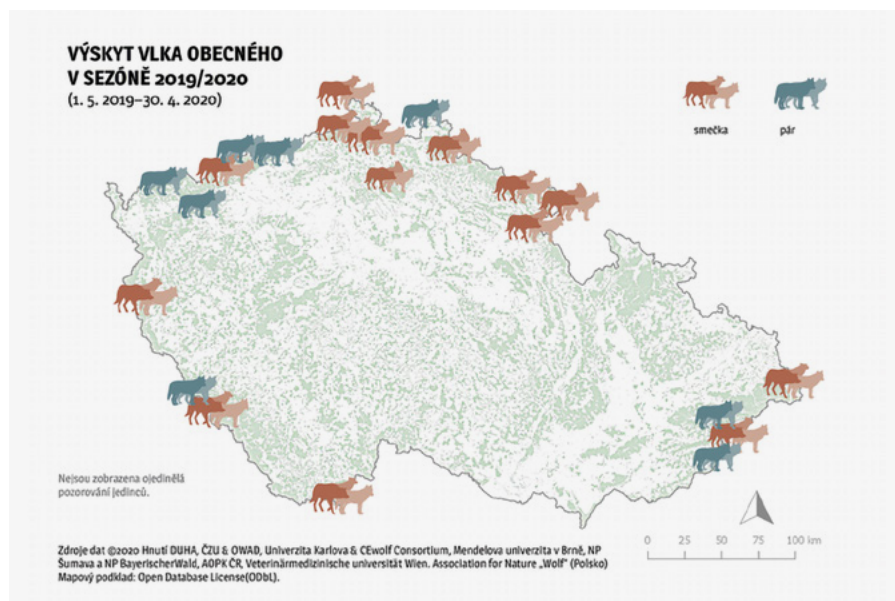 VÝSKYT VLKA OBECNÉHO
V SEZÓNĚ 2019/2020
(1. 5. 2019–30. 4. 2020)
smečka
pár
Nejsou zobrazena ojedinělá
pozorování jedinců.
0 25 50 75 100 km
Zdroje dat ©2020 Hnutí DUHA, ČZU & OWAD, Univerzita Karlova & CEwolf Consortium, Mendelova univerzita v Brně, NP
Šumava a NP BayerischerWald, AOPK ČR, Veterinärmedizinische universität Wien. Association for Nature „Wolf" (Polsko)
Mapový podklad: Open Database License(ODbL).